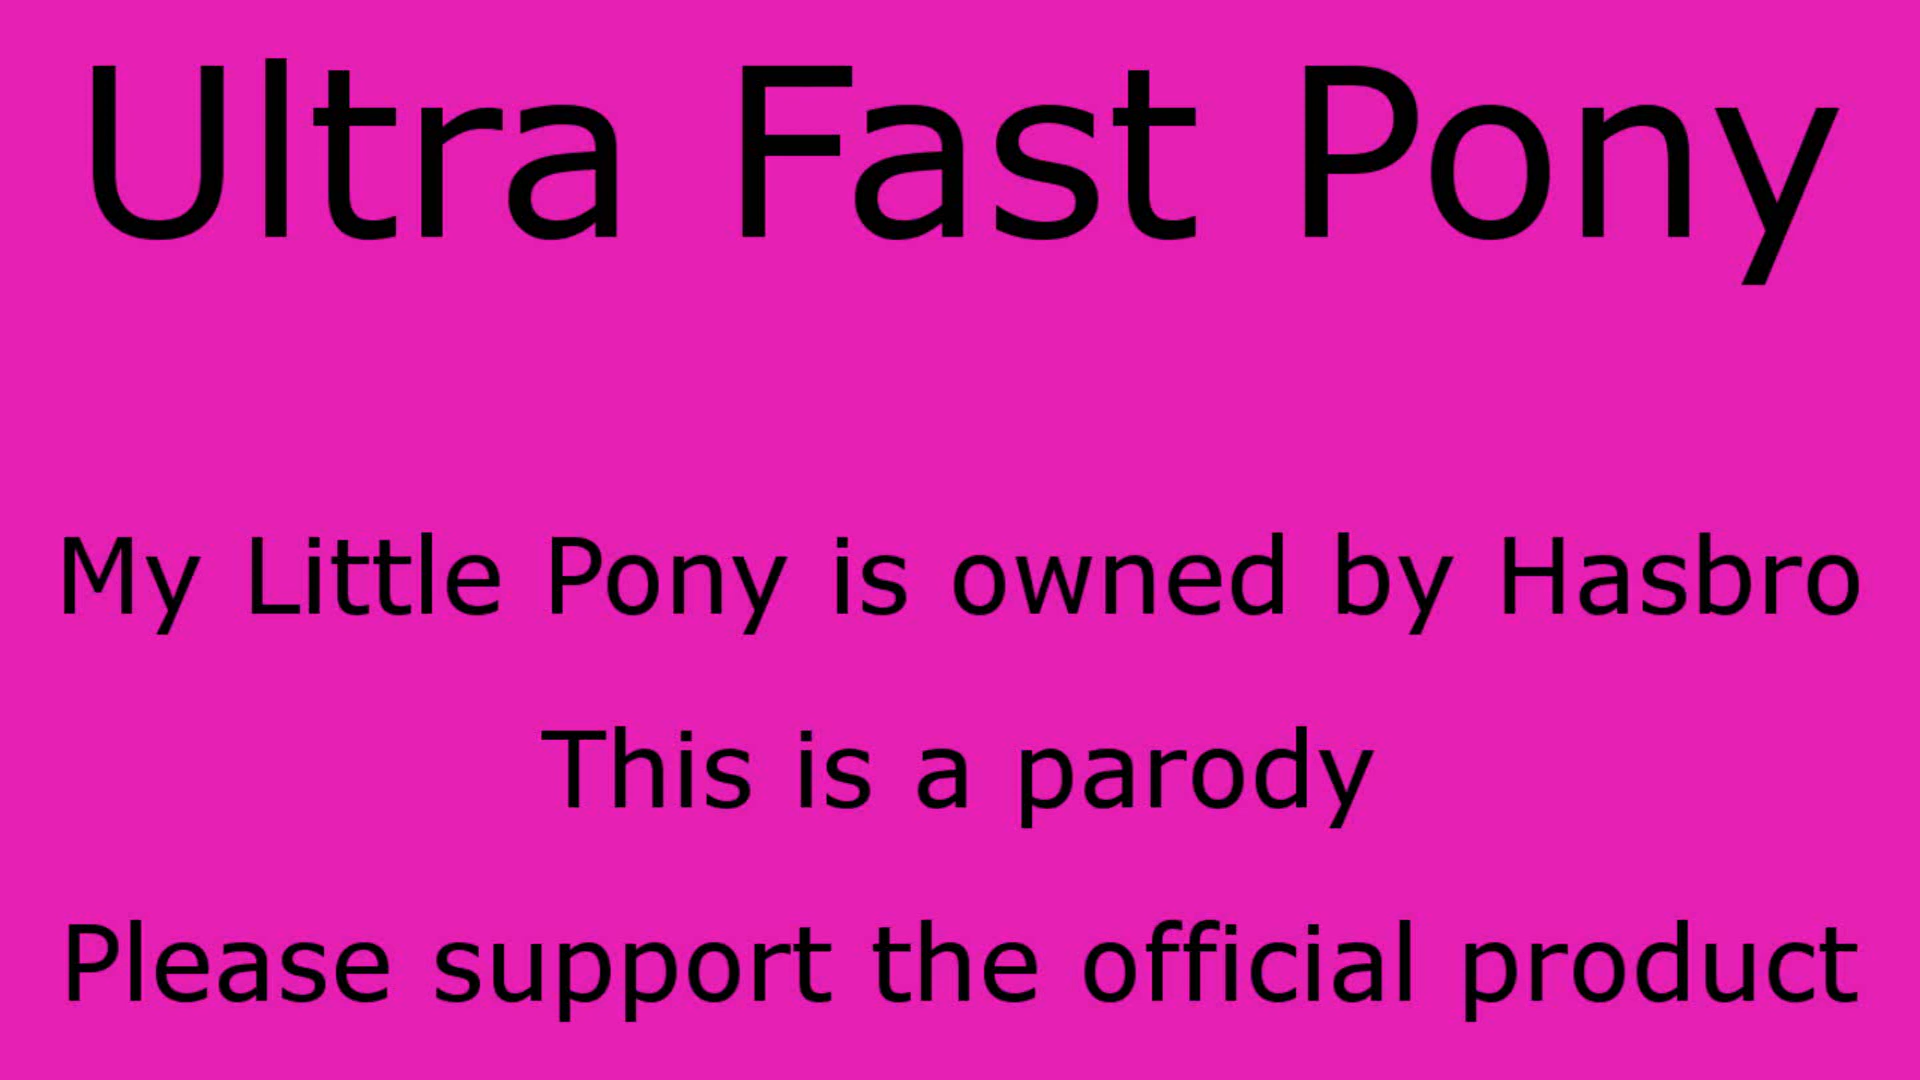 Ultra Fast Pony
My Little Pony is owned by Hasbro
This is a parody
Please support the official product